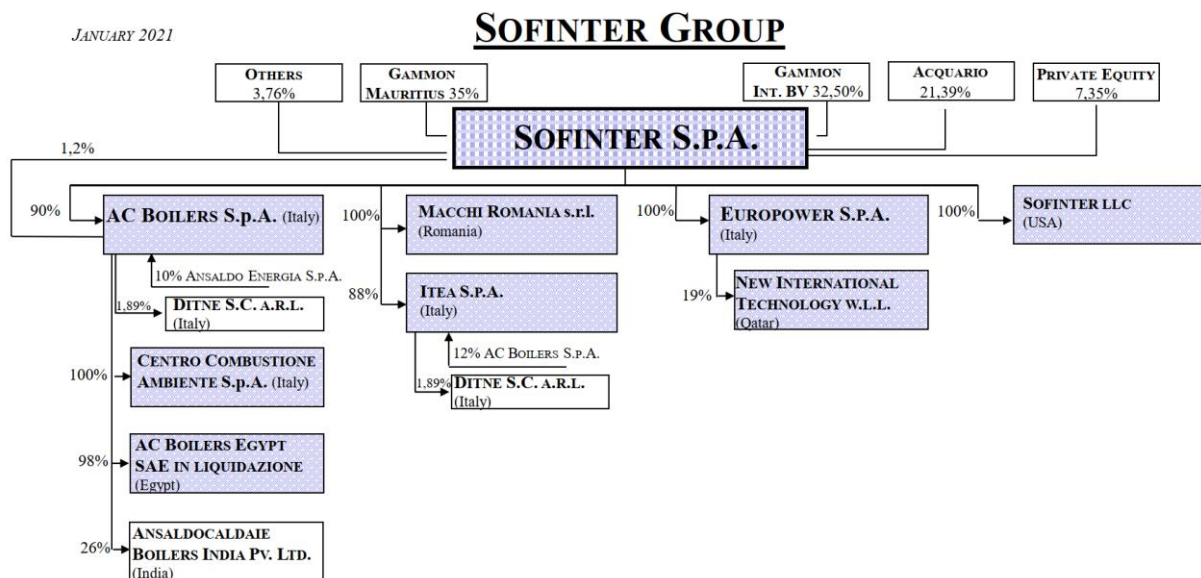 JANUARY 2021
SOFINTER GROUP
OTHERS
3,76%
GAMMON
MAURITIUS 35%
GAMMON
INT. BV 32,50%
ACQUARIO
21,39%
PRIVATE EQUITY
7,35%
SOFINTER S.P.A.
1,2%
90%
AC BOILERS S.p.A. (Italy)
10% ANSALDO ENERGIA S.P.A.
1,89%
DITNE S.C. A.R.L.
(Italy)
100%
CENTRO COMBUSTIONE
AMBIENTE S.p.A. (Italy)
98%
AC BOILERS EGYPT
SAE IN LIQUIDAZIONE
(Egypt)
26%
ANSALDOCALDAIE
BOILERS INDIA PV. LTD.
(India)
100%
MACCHI ROMANIA s.r.l.
(Romania)
88%
ITEA S.P.A.
(Italy)
12% AC BOILERS S.P.A.
1,89%
DITNE S.C. A.R.L.
(Italy)
100%
EUROPOWER S.P.A.
(Italy)
19%
NEW INTERNATIONAL
TECHNOLOGY W.L.L.
(Qatar)
100%
SOFINTER LLC
(USA)